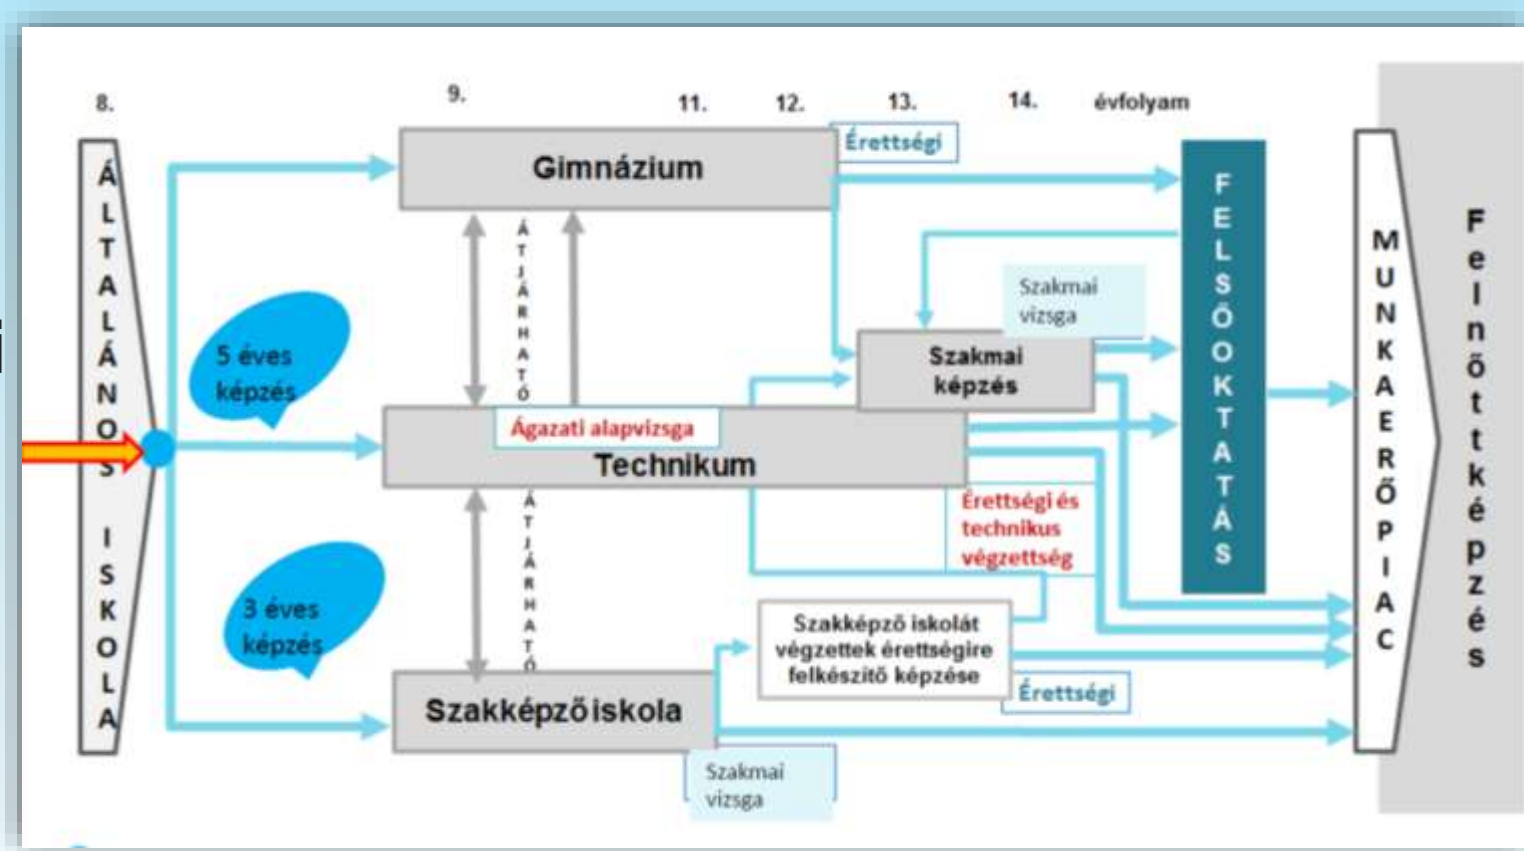 8.
9.
11.
12.
13.
14.
évfolyam
ÁLTALÁNOS ISKOLA
Gimnázium
Érettségi
ÁTJÁRHATÓ
5 éves
képzés
Szakmai
vizsga
Szakmai
képzés
Ágazati alapvizsga
Technikum
Érettségi és
technikus
végzettség
ÁTJÁRHATÓ
3 éves
képzés
Szakképző iskolát
végzettek érettségire
felkészítő képzése
Érettségi
Szakképző iskola
Szakmai
vizsga
FELSŐOKTATÁS
MUNKAERŐPIAC
Felnőttképzés
i